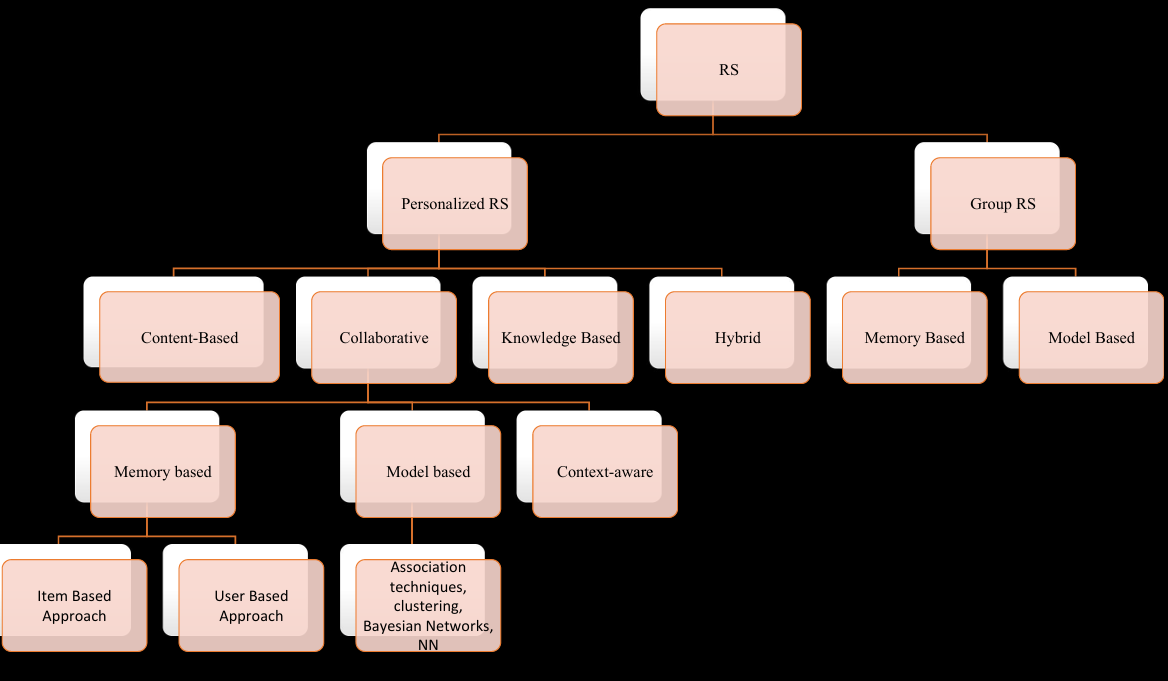 RS
Personalized RS
Group RS
Content-Based
Collaborative
Knowledge Based
Hybrid
Memory Based
Model Based
Memory based
Model based
Context-aware
Item Based
Approach
User Based
Approach
Association
techniques,
clustering,
Bayesian Networks,
NN